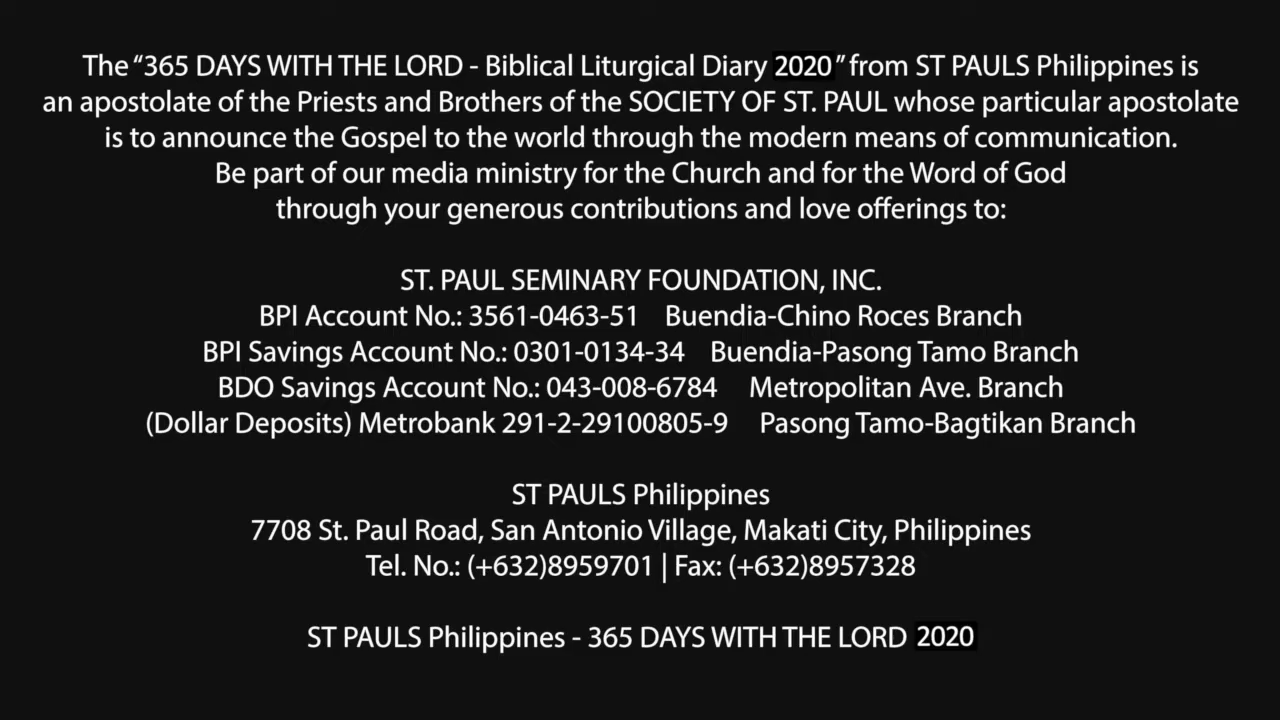 The “365 DAYS WITH THE LORD - Biblical Liturgical Diary 2020” from ST PAULS Philippines is
an apostolate of the Priests and Brothers of the SOCIETY OF ST. PAUL whose particular apostolate
is to announce the Gospel to the world through the modern means of communication.
Be part of our media ministry for the Church and for the Word of God
through your generous contributions and love offerings to:
ST. PAUL SEMINARY FOUNDATION, INC.
BPI Account No.: 3561-0463-51 Buendia-Chino Roces Branch
BPI Savings Account No.: 0301-0134-34 Buendia-Pasong Tamo Branch
BDO Savings Account No.: 043-008-6784 Metropolitan Ave. Branch
(Dollar Deposits) Metrobank 291-2-29100805-9 Pasong Tamo-Bagtikan Branch
ST PAULS Philippines
7708 St. Paul Road, San Antonio Village, Makati City, Philippines
Tel. No.: (+632)8959701 | Fax: (+632)8957328
ST PAULS Philippines - 365 DAYS WITH THE LORD 2020